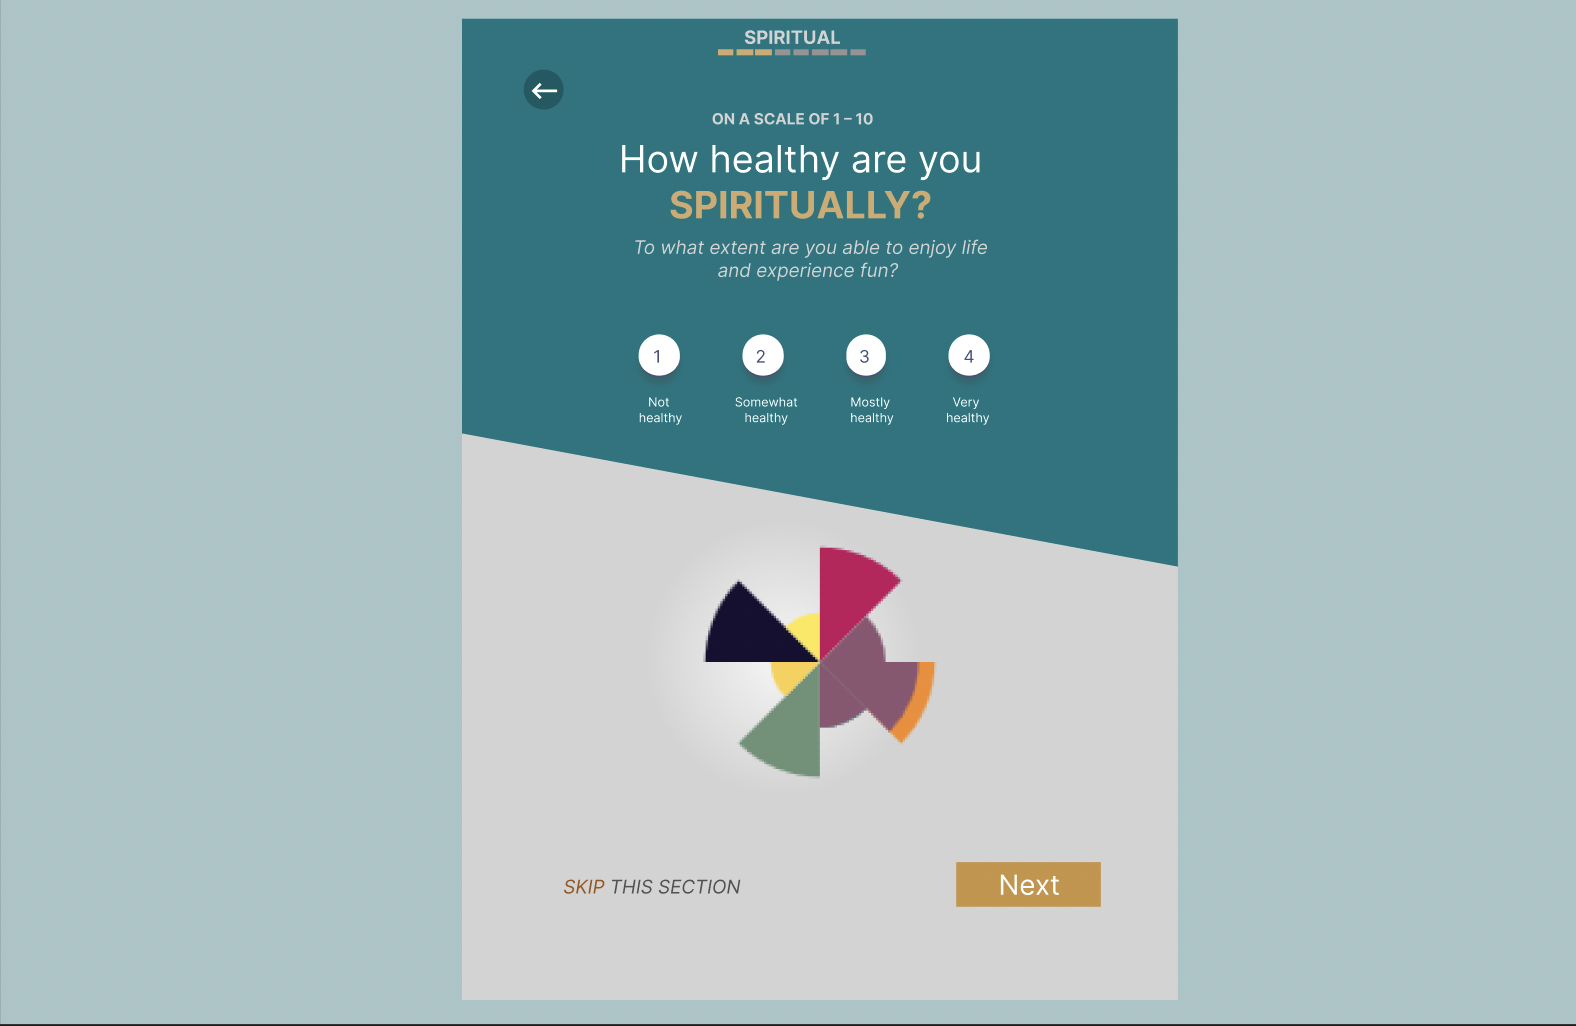 SPIRITUAL
ON A SCALE OF 1 – 10
How healthy are you
SPIRITUALLY?
To what extent are you able to enjoy life
and experience fun?
1
2
3
4
Not
healthy
Somewhat
healthy
Mostly
healthy
Very
healthy
SKIP THIS SECTION
Next